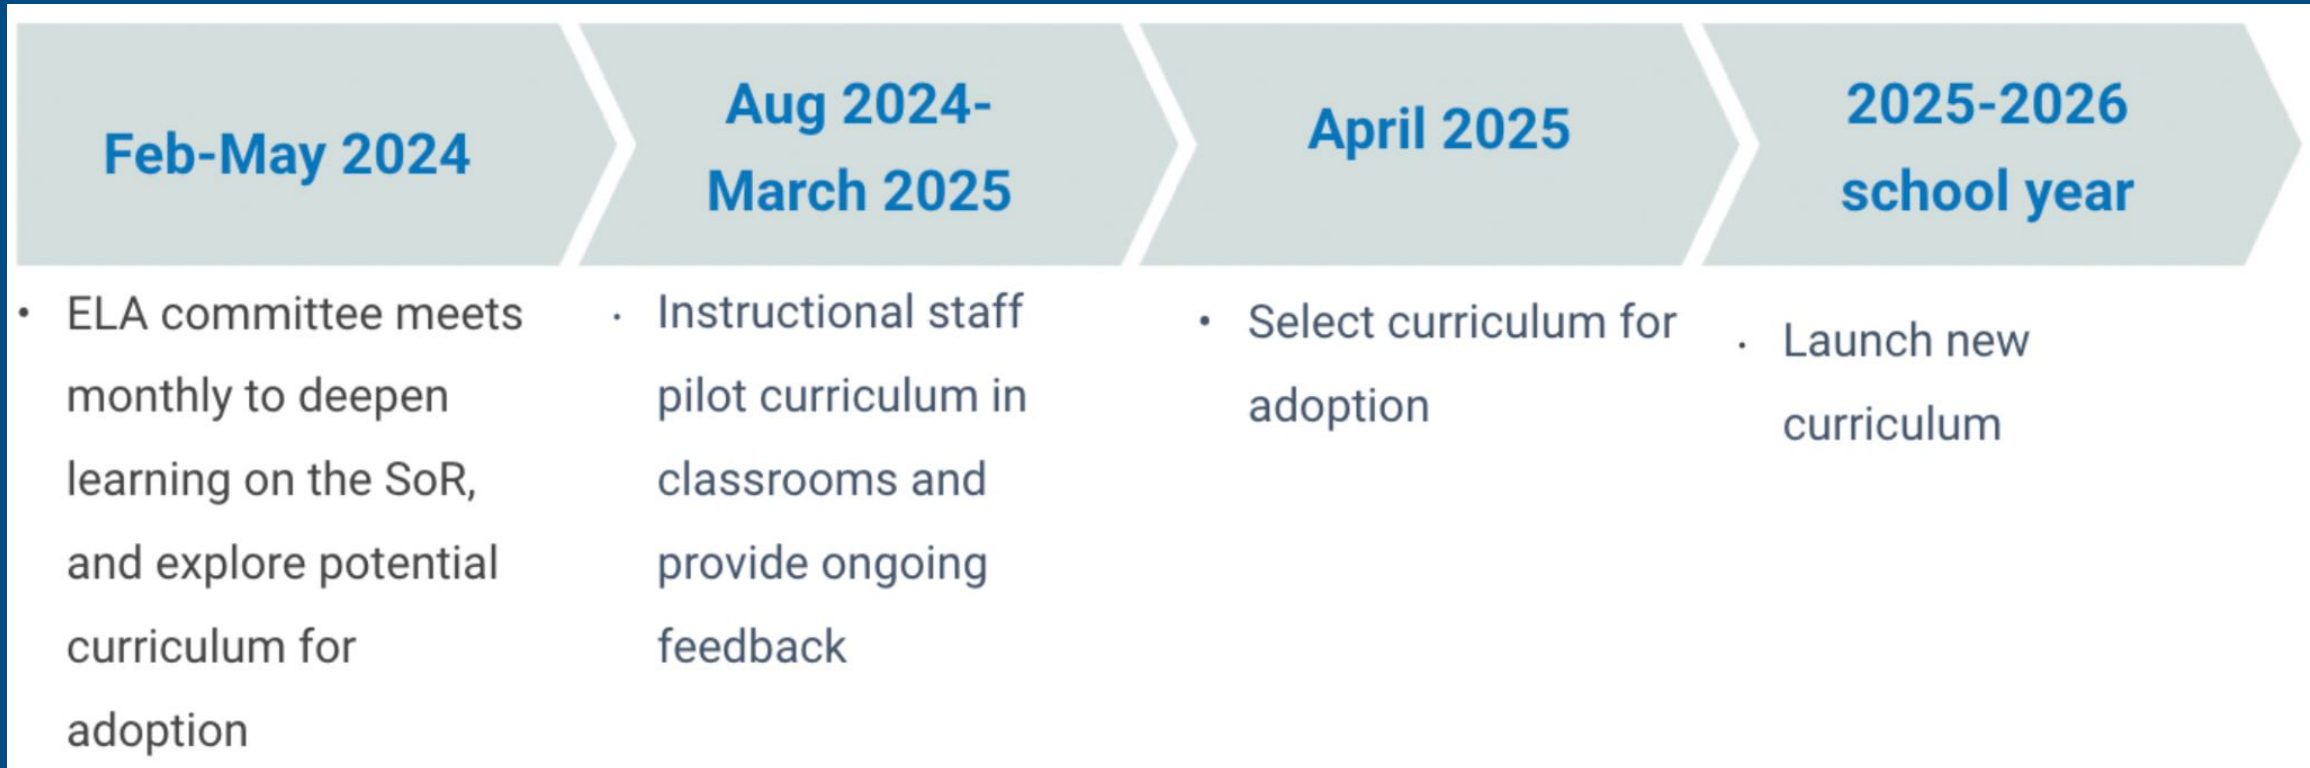 Feb-May 2024
Aug 2024-
March 2025
April 2025
2025-2026
school year
• ELA committee meets
monthly to deepen
learning on the SoR,
and explore potential
curriculum for
adoption
• Instructional staff
pilot curriculum in
classrooms and
provide ongoing
feedback
• Select curriculum for
adoption
• Launch new
curriculum